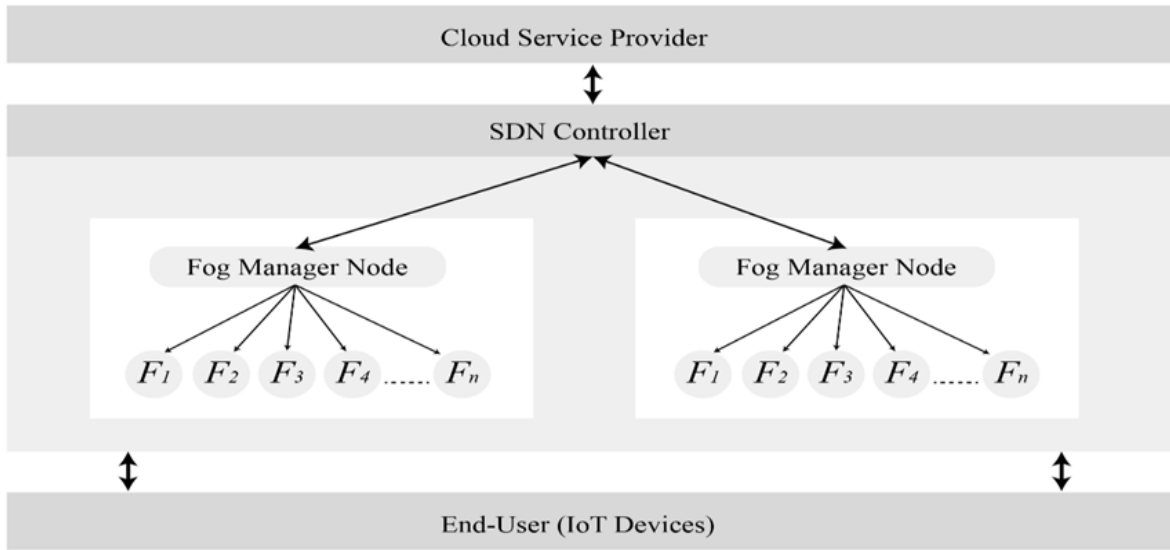 Cloud Service Provider
SDN Controller
Fog Manager Node Fog Manager Node
F1 F2 F3 F4 ...... Fn F1 F2 F3 F4 ...... Fn
End-User (IoT Devices)